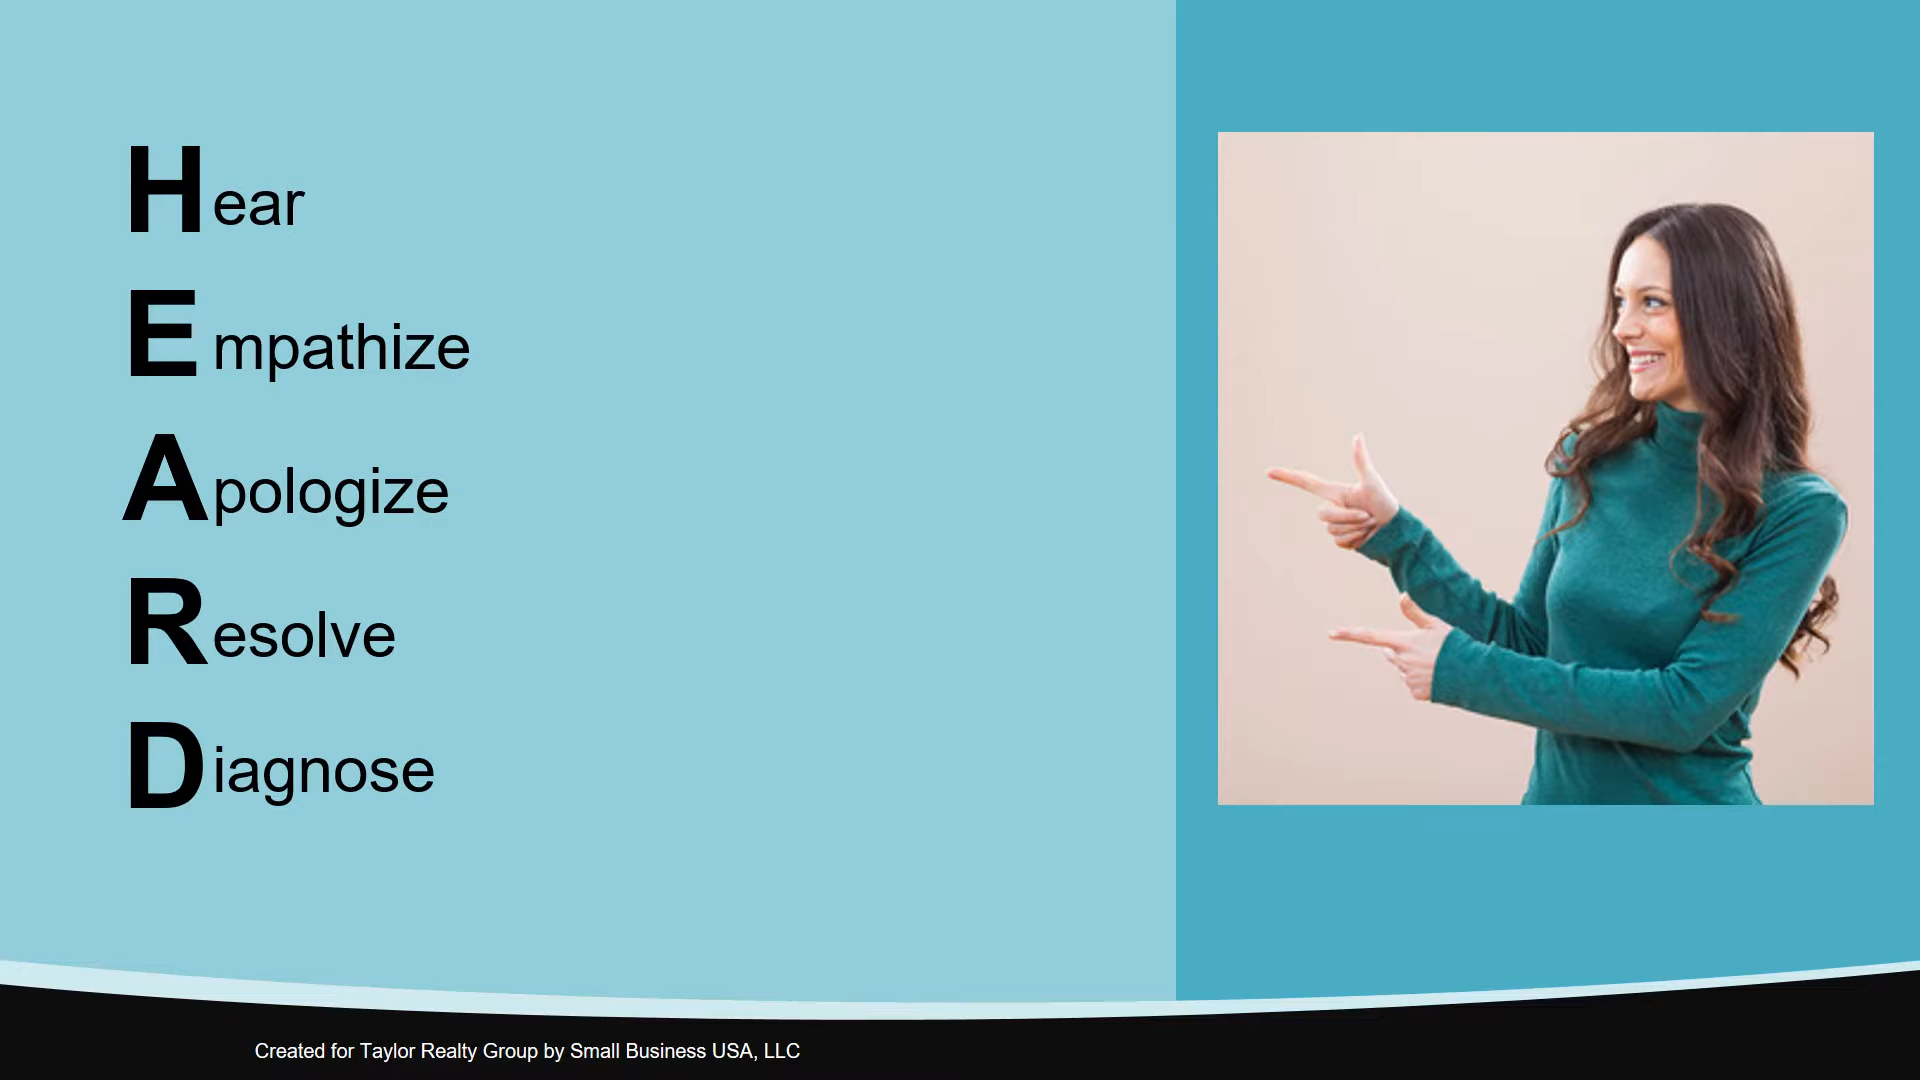 Hear
Empathize
Apologize
Resolve
Diagnose
Created for Taylor Realty Group by Small Business USA, LLC